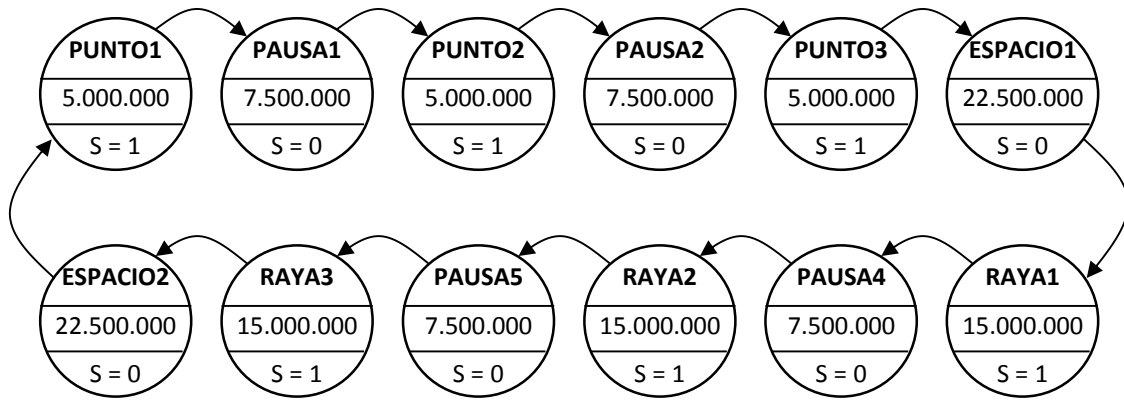 PUNTO1 PAUSA1 PUNTO2 PAUSA2 PUNTO3 ESPACIO1
5.000.000 7.500.000 5.000.000 7.500.000 5.000.000 22.500.000
S = 1 S = 0 S = 1 S = 0 S = 1 S = 0
ESPACIO2 RAYA3 PAUSA5 RAYA2 PAUSA4 RAYA1
22.500.000 15.000.000 7.500.000 15.000.000 7.500.000 15.000.000
S = 0 S = 1 S = 0 S = 1 S = 0 S = 1